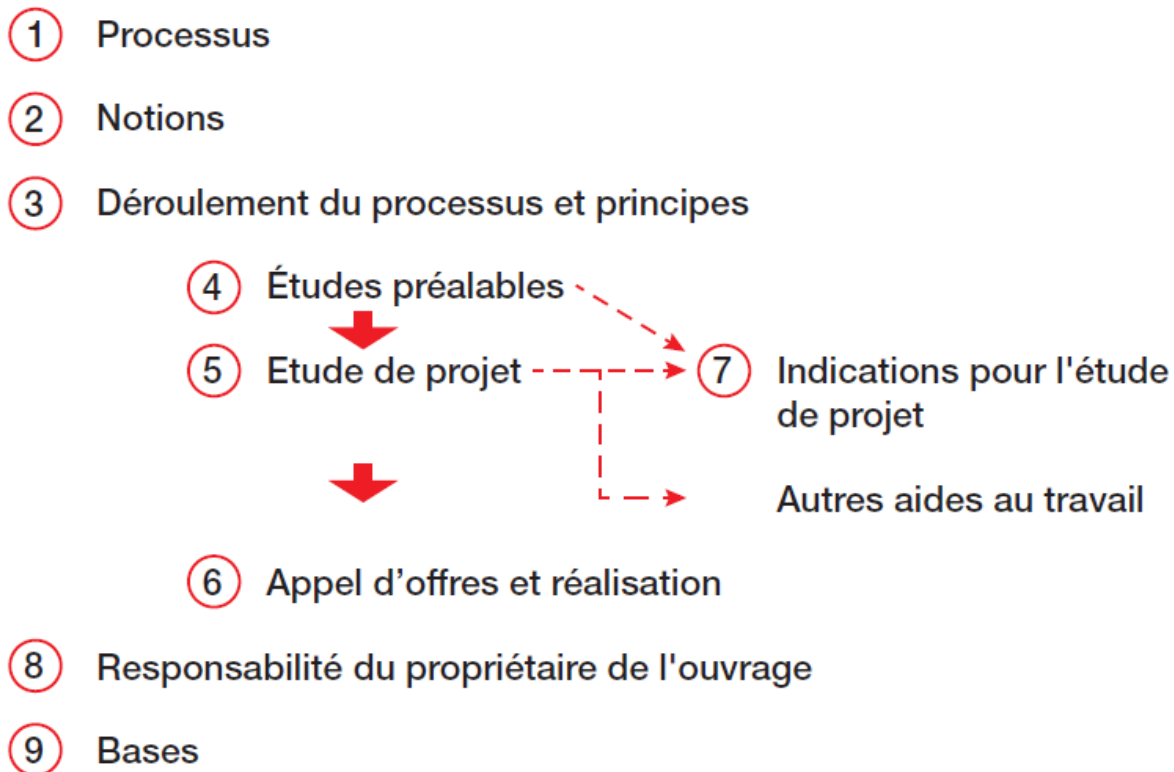 1 Processus
2 Notions
3 Déroulement du processus et principes
4 Études préalables
5 Etude de projet
7 Indications pour l'étude
de projet
Autres aides au travail
6 Appel d’offres et réalisation
8 Responsabilité du propriétaire de l'ouvrage
9 Bases